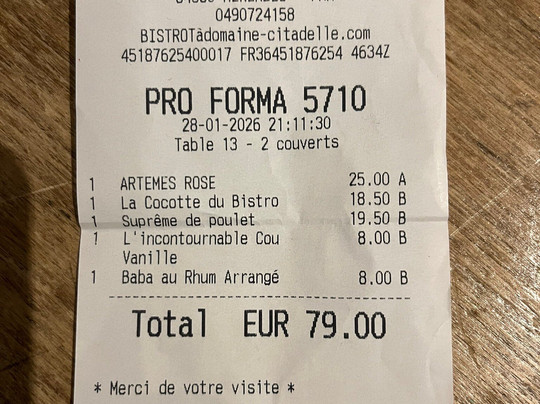 0490724158
BISTROTàdomaine-citadelle.com
45187625400017 FR36451876254 4634Z
PRO FORMA 5710
28-01-2026 21:11:30
Table 13 - 2 couverts
1 ARTEMES ROSE 25.00 A
1 La Cocotte du Bistro 18.50 B
1 Suprême de poulet 19.50 B
1 L'incontournable Cou 8.00 B
Vanille
1 Baba au Rhum Arrangé 8.00 B
Total EUR 79.00
* Merci de votre visite *